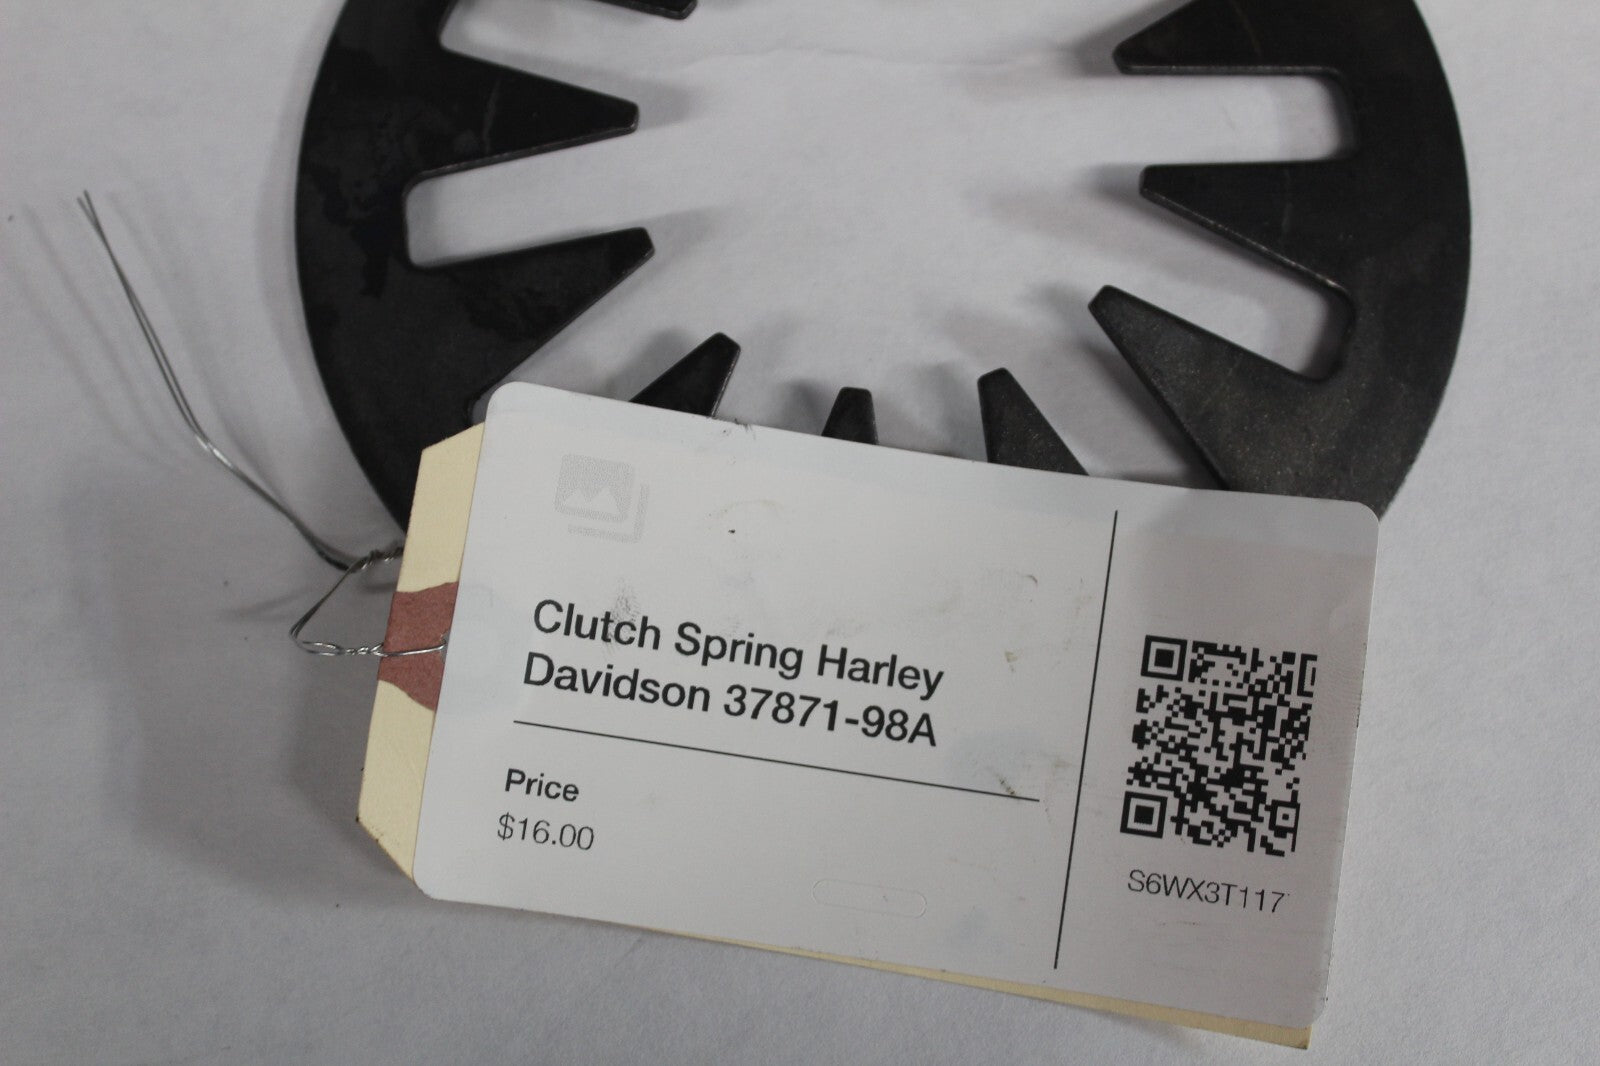 Clutch Spring Harley
Davidson 37871-98A
Price
$16.00
S6WX3T117